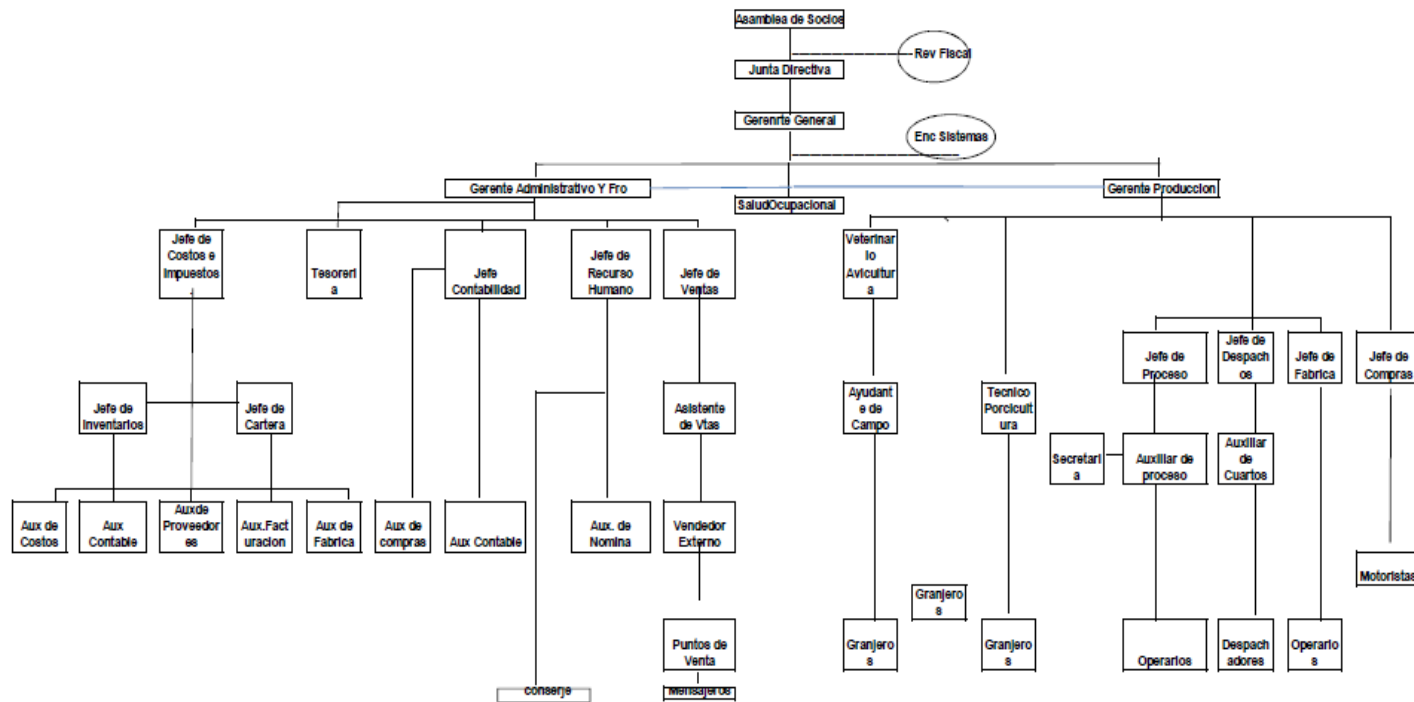 Asamblea de Socios
Rev Fiscal
Junta Directiva
Gerenrte General
Enc Sistemas
Gerente Administrativo Y Fro
Gerente Produccion
SaludOcupacional
Jefe de
Costos e
Impuestos
Tesoreri
a
Jefe
Contabilidad
Jefe de
Recurso
Humano
Jefe de
Ventas
Veterinar
io
Avicultur
a
Jefe de
Proceso
Jefe de
Despach
os
Jefe de
Fabrica
Jefe de
Compras
Jefe de
Inventarios
Jefe de
Cartera
Asistente
de Vtas
Ayudant
e de
Campo
Tecnico
Porcicult
ura
Secretari
a
Auxiliar de
proceso
Auxiliar
de
Cuartos
Aux de
Costos
Aux
Contable
Auxde
Proveedor
es
Aux.Fact
uracion
Aux de
Fabrica
Aux de
compras
Aux Contable
Aux. de
Nomina
Vendedor
Externo
Motoristas
Granjero
s
Puntos de
Venta
Granjero
s
Granjero
s
Operarios
Despach
adores
Operario
s
conserje
Mensajeros